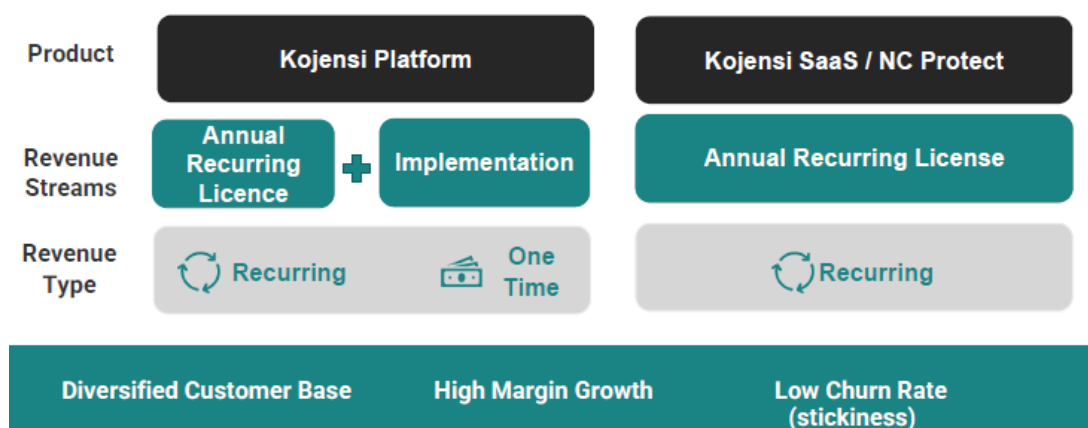 Product
Kojensi Platform
Kojensi SaaS / NC Protect
Revenue
Streams
Annual
Recurring
Licence
Implementation
Annual Recurring License
Revenue
Type
Recurring
One
Time
Recurring
Diversified Customer Base
High Margin Growth
Low Churn Rate
(stickiness)